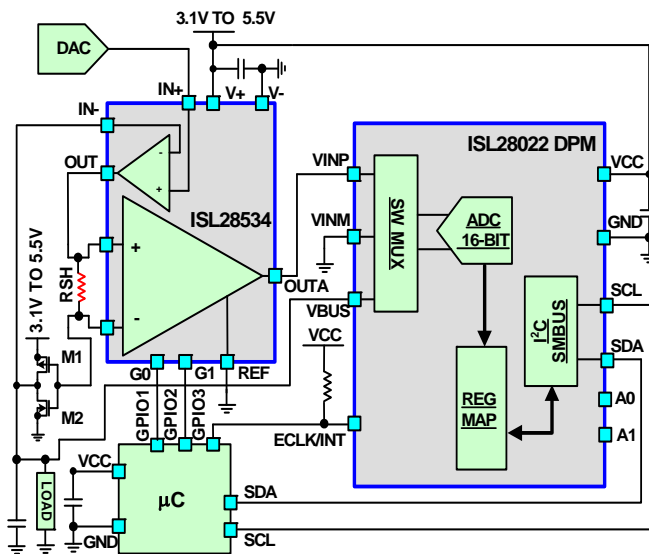 3.1V TO 5.5V
DAC
IN+
V+
V-
IN-
OUT
-
+
ISL28534
+
-
RSH
3.1V TO 5.5V
M1
M2
OUTA
G0
G1
REF
GPIO1
GPIO2
GPIO3
VCC
GND
µC
SDA
SCL
LOAD
ISL28022 DPM
VINP
VINM
VBUS
VCC
ECLK/INT
SW MUX
ADC
16-BIT
REG
MAP
I²C
SMBUS
VCC
GND
SCL
SDA
A0
A1